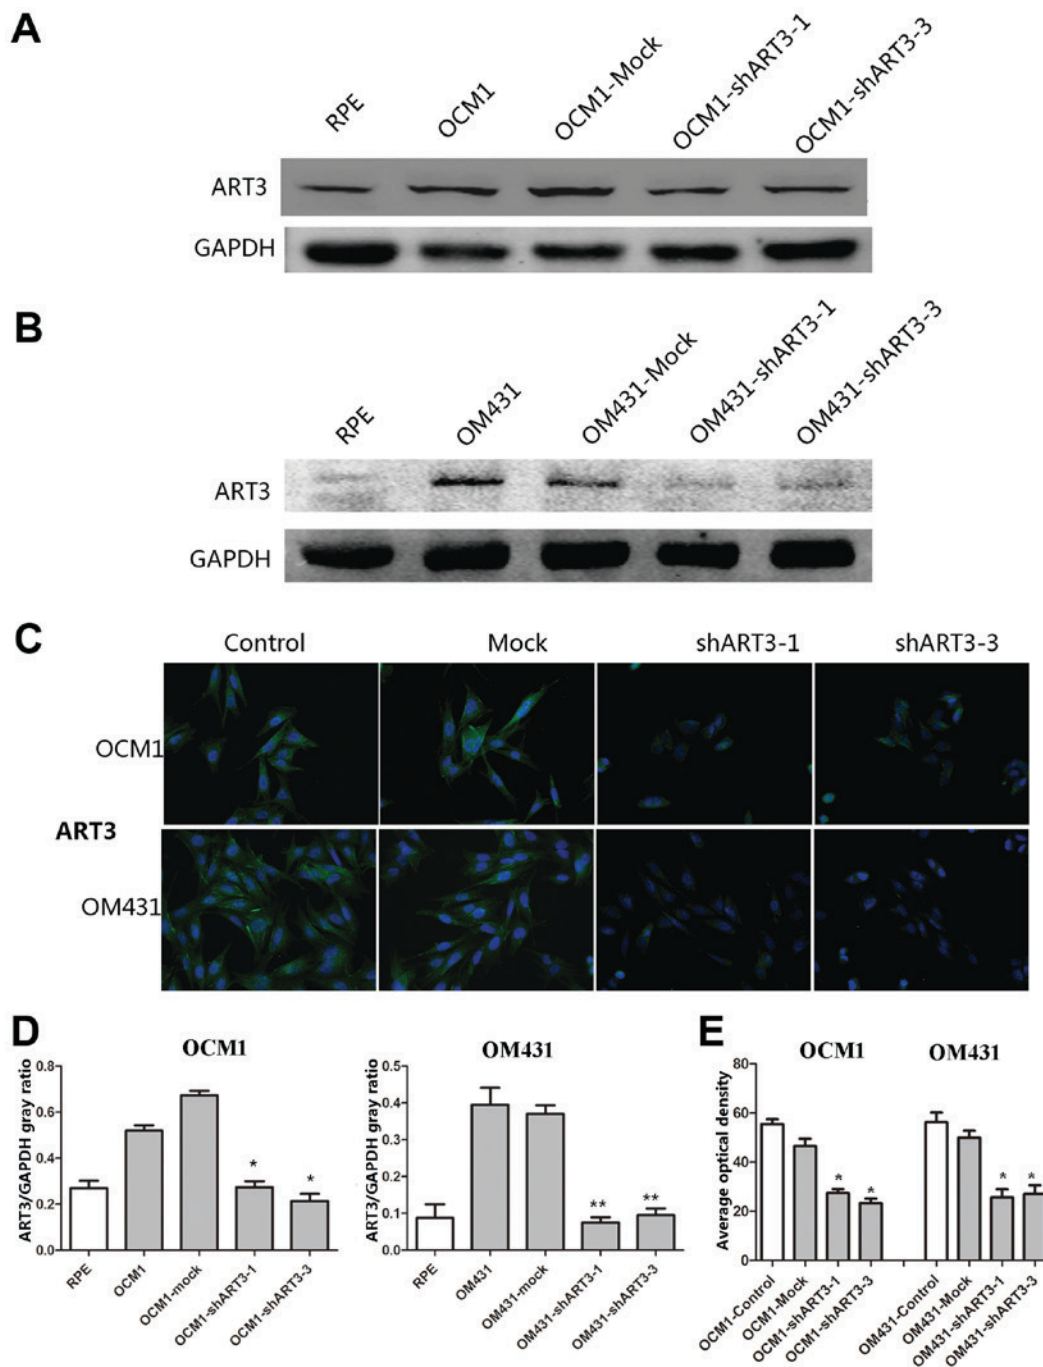 A
RPE
OCM1
OCM1-Mock
OCM1-shART3-1
OCM1-shART3-3
ART3
GAPDH
B
RPE
OM431
OM431-Mock
OM431-shART3-1
OM431-shART3-3
ART3
GAPDH
C
Control Mock shART3-1 shART3-3
OCM1
ART3
OM431
D
OCM1
ART3/GAPDH gray ratio
0.8
0.6
0.4
0.2
0.0
* *
RPE
OCM1
OCM1-mock
OCM1-shART3-1
OCM1-shART3-3
OM431
ART3/GAPDH gray ratio
0.5
0.4
0.3
0.2
0.1
0.0
** **
RPE
OM431
OM431-mock
OM431-shART3-1
OM431-shART3-3
E
OCM1 OM431
Average optical density
80
60
40
20
0
* * * *
OCM1-Control
OCM1-Mock
OCM1-shART3-1
OCM1-shART3-3
OM431-Control
OM431-Mock
OM431-shART3-1
OM431-shART3-3